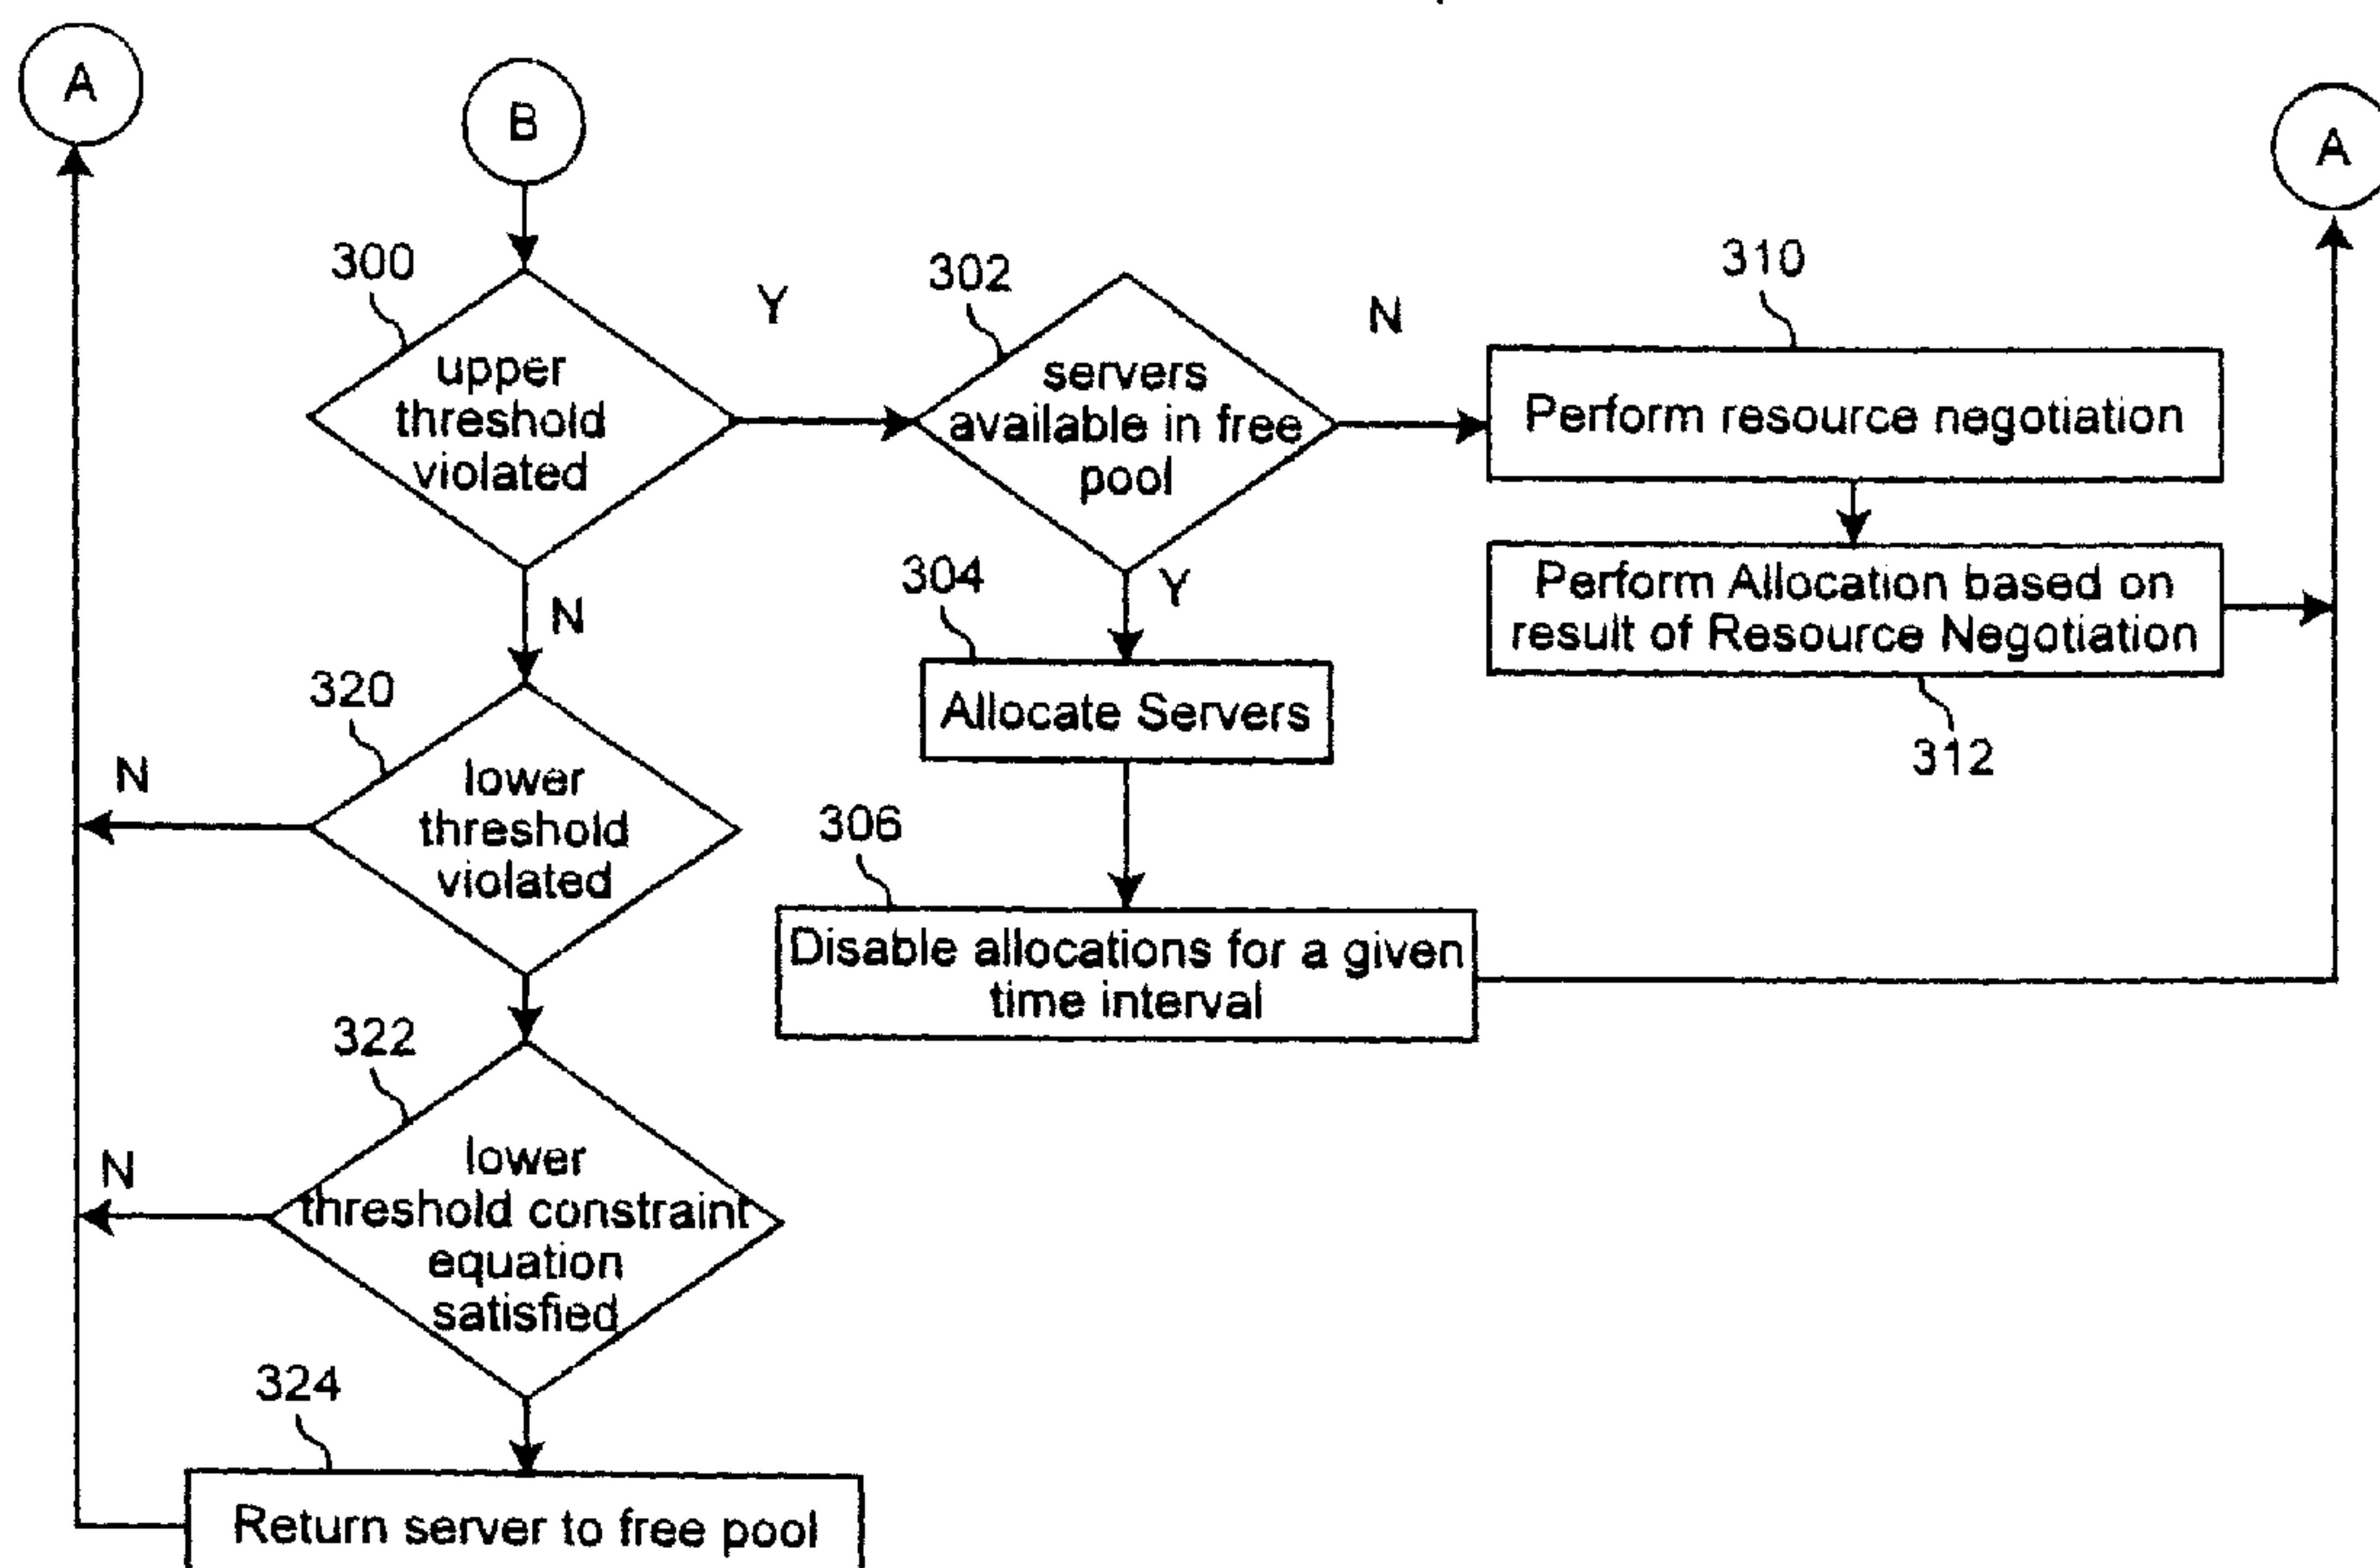 A
B
A
300
Y
302
N
310
upper
threshold
violated
servers
available in free
pool
Perform resource negotiation
N
304
Y
Perform Allocation based on
result of Resource Negotiation
312
320
Allocate Servers
N
lower
threshold
violated
306
Disable allocations for a given
time interval
322
N
lower
threshold constraint
equation
satisfied
324
Return server to free pool